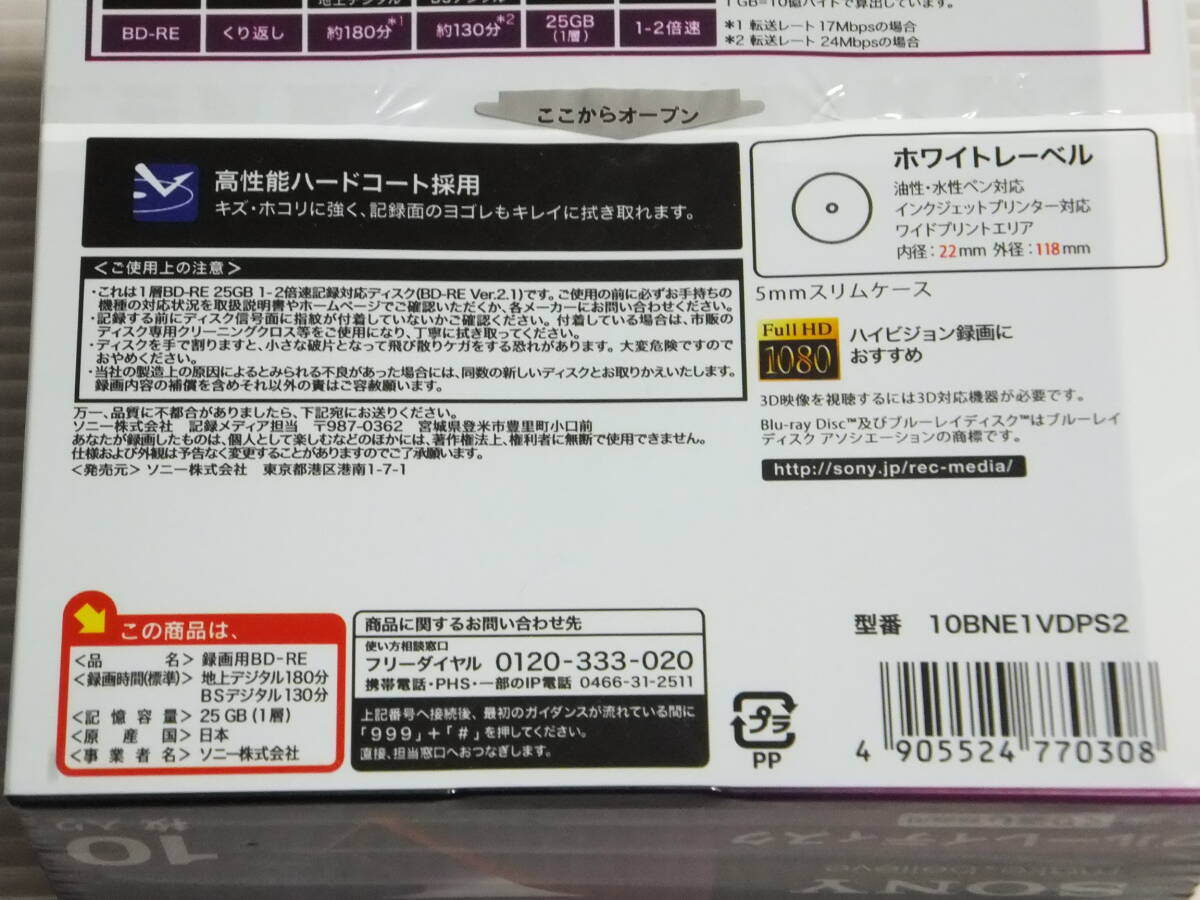 1 GB=10億バイトで算出しています。
BD-RE くり返し 約180分*1 約130分*2 25GB (1層) 1-2倍速
*1 転送レート 17Mbpsの場合
*2 転送レート 24Mbpsの場合
ここからオープン
高性能ハードコート採用
キズ・ホコリに強く、記録面のヨゴレもキレイに拭き取れます。
ホワイトレーベル
油性・水性ペン対応
インクジェットプリンター対応
ワイドプリントエリア
内径：22mm 外径：118mm
＜ご使用上の注意＞
・これは1層BD-RE 25GB 1-2倍速記録対応ディスク(BD-RE Ver.2.1)です。ご使用の前に必ずお手持ちの
機種の対応状況を取扱説明書やホームページでご確認いただくか、各メーカーにお問い合わせください。
・記録する前にディスク信号面に指紋が付着していないかご確認ください。付着している場合は、市販の
ディスク専用クリーニングクロス等をご使用になり、丁寧に拭き取ってください。
・ディスクを手で割りますと、小さな破片となって飛び散りケガをする恐れがあります。大変危険ですので
おやめください。
・当社の製造上の原因によるとみられる不良があった場合には、同数の新しいディスクとお取りかえいたします。
録画内容の補償を含めそれ以外の責はご容赦願います。
5mmスリムケース
Full HD
1080
ハイビジョン録画に
おすすめ
3D映像を視聴するには3D対応機器が必要です。
Blu-ray Disc™及びブルーレイディスク™はブルーレイ
ディスク アソシエーションの商標です。
http://sony.jp/rec-media/
万一、品質に不都合がありましたら、下記宛にお送りください。
ソニー株式会社 記録メディア担当 〒987-0362 宮城県登米市豊里町小口前
あなたが録画したものは、個人として楽しむなどのほかには、著作権法上、権利者に無断で使用できません。
仕様および外観は予告なく変更することがありますのでご了承願います。
＜発売元＞ ソニー株式会社 東京都港区港南1-7-1
この商品は、
＜品 名＞ 録画用BD-RE
＜録画時間(標準)＞ 地上デジタル180分
BSデジタル130分
＜記憶容量＞ 25 GB (1層)
＜原産国＞ 日本
＜事業者名＞ ソニー株式会社
商品に関するお問い合わせ先
使い方相談窓口
フリーダイヤル 0120-333-020
携帯電話・PHS・一部のIP電話 0466-31-2511
上記番号へ接続後、最初のガイダンスが流れている間に
「999」+「#」を押してください。
直接、担当窓口へおつなぎします。
プラ
PP
型番 10BNE1VDPS2
4 905524 770308
10枚入り
ブルーレイディスク
make.believe
SONY